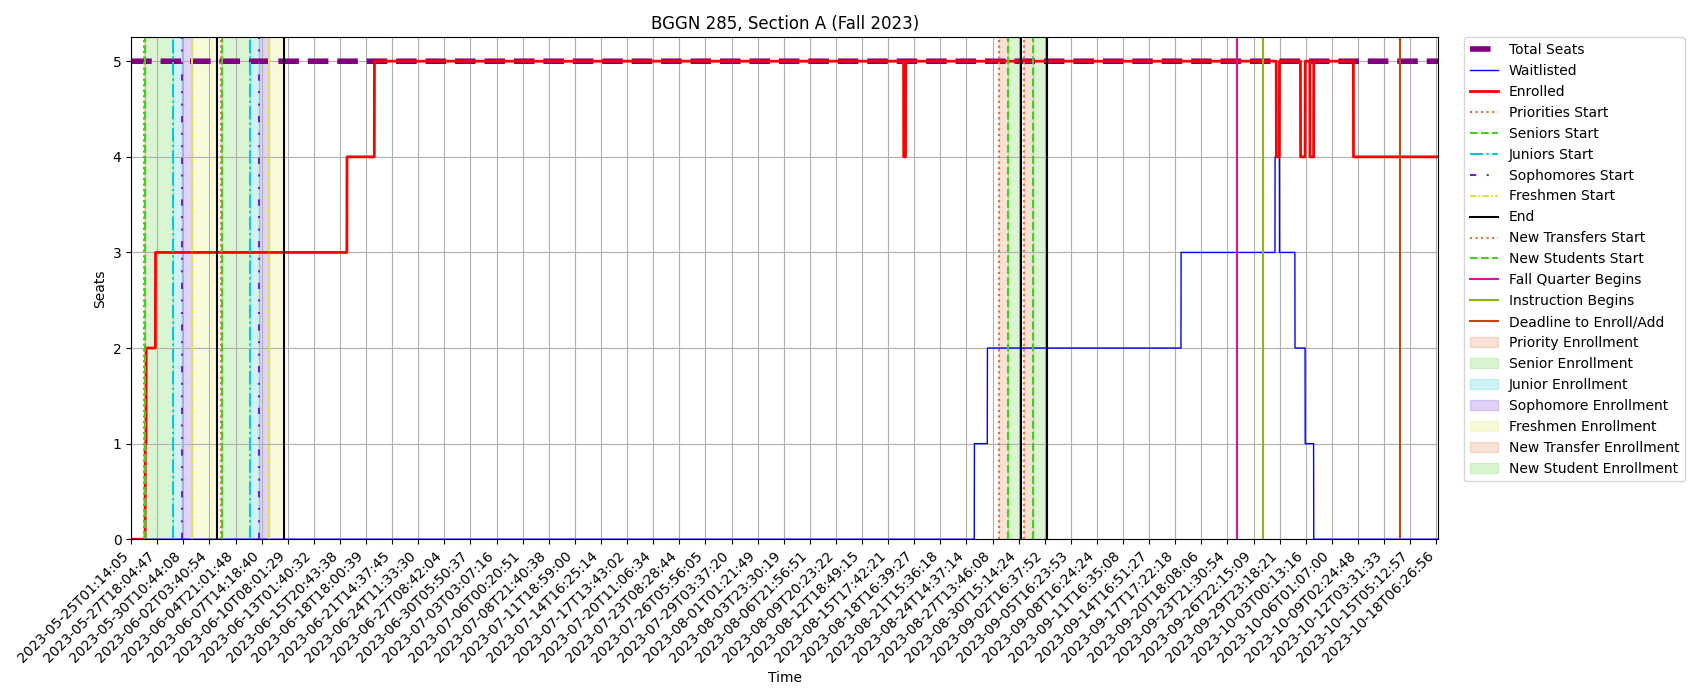 BGGN 285, Section A (Fall 2023)
Seats
5
4
3
2
1
0
2023-05-25T01:14:05
2023-05-27T18:04:47
2023-05-30T10:44:08
2023-06-02T03:40:54
2023-06-04T21:01:48
2023-06-07T14:18:40
2023-06-10T08:01:29
2023-06-13T01:40:32
2023-06-15T20:43:38
2023-06-18T18:00:39
2023-06-21T14:37:45
2023-06-24T11:33:30
2023-06-27T08:42:04
2023-06-30T05:50:37
2023-07-03T03:07:16
2023-07-06T00:20:51
2023-07-08T21:40:38
2023-07-11T18:59:00
2023-07-14T16:25:14
2023-07-17T13:43:02
2023-07-20T11:06:34
2023-07-23T08:28:44
2023-07-26T05:56:05
2023-07-29T03:37:20
2023-08-01T01:21:49
2023-08-03T23:30:19
2023-08-06T21:56:51
2023-08-09T20:23:22
2023-08-12T18:49:15
2023-08-15T17:42:21
2023-08-18T16:39:27
2023-08-21T15:36:18
2023-08-24T14:37:14
2023-08-27T13:46:08
2023-08-30T15:14:24
2023-09-02T16:37:52
2023-09-05T16:23:53
2023-09-08T16:24:24
2023-09-11T16:35:08
2023-09-14T16:51:27
2023-09-17T17:22:18
2023-09-20T18:08:06
2023-09-23T21:30:54
2023-09-26T22:15:09
2023-09-29T23:18:21
2023-10-03T00:13:16
2023-10-06T01:07:00
2023-10-09T02:24:48
2023-10-12T03:31:33
2023-10-15T05:12:57
2023-10-18T06:26:56
Time
Total Seats
Waitlisted
Enrolled
Priorities Start
Seniors Start
Juniors Start
Sophomores Start
Freshmen Start
End
New Transfers Start
New Students Start
Fall Quarter Begins
Instruction Begins
Deadline to Enroll/Add
Priority Enrollment
Senior Enrollment
Junior Enrollment
Sophomore Enrollment
Freshmen Enrollment
New Transfer Enrollment
New Student Enrollment